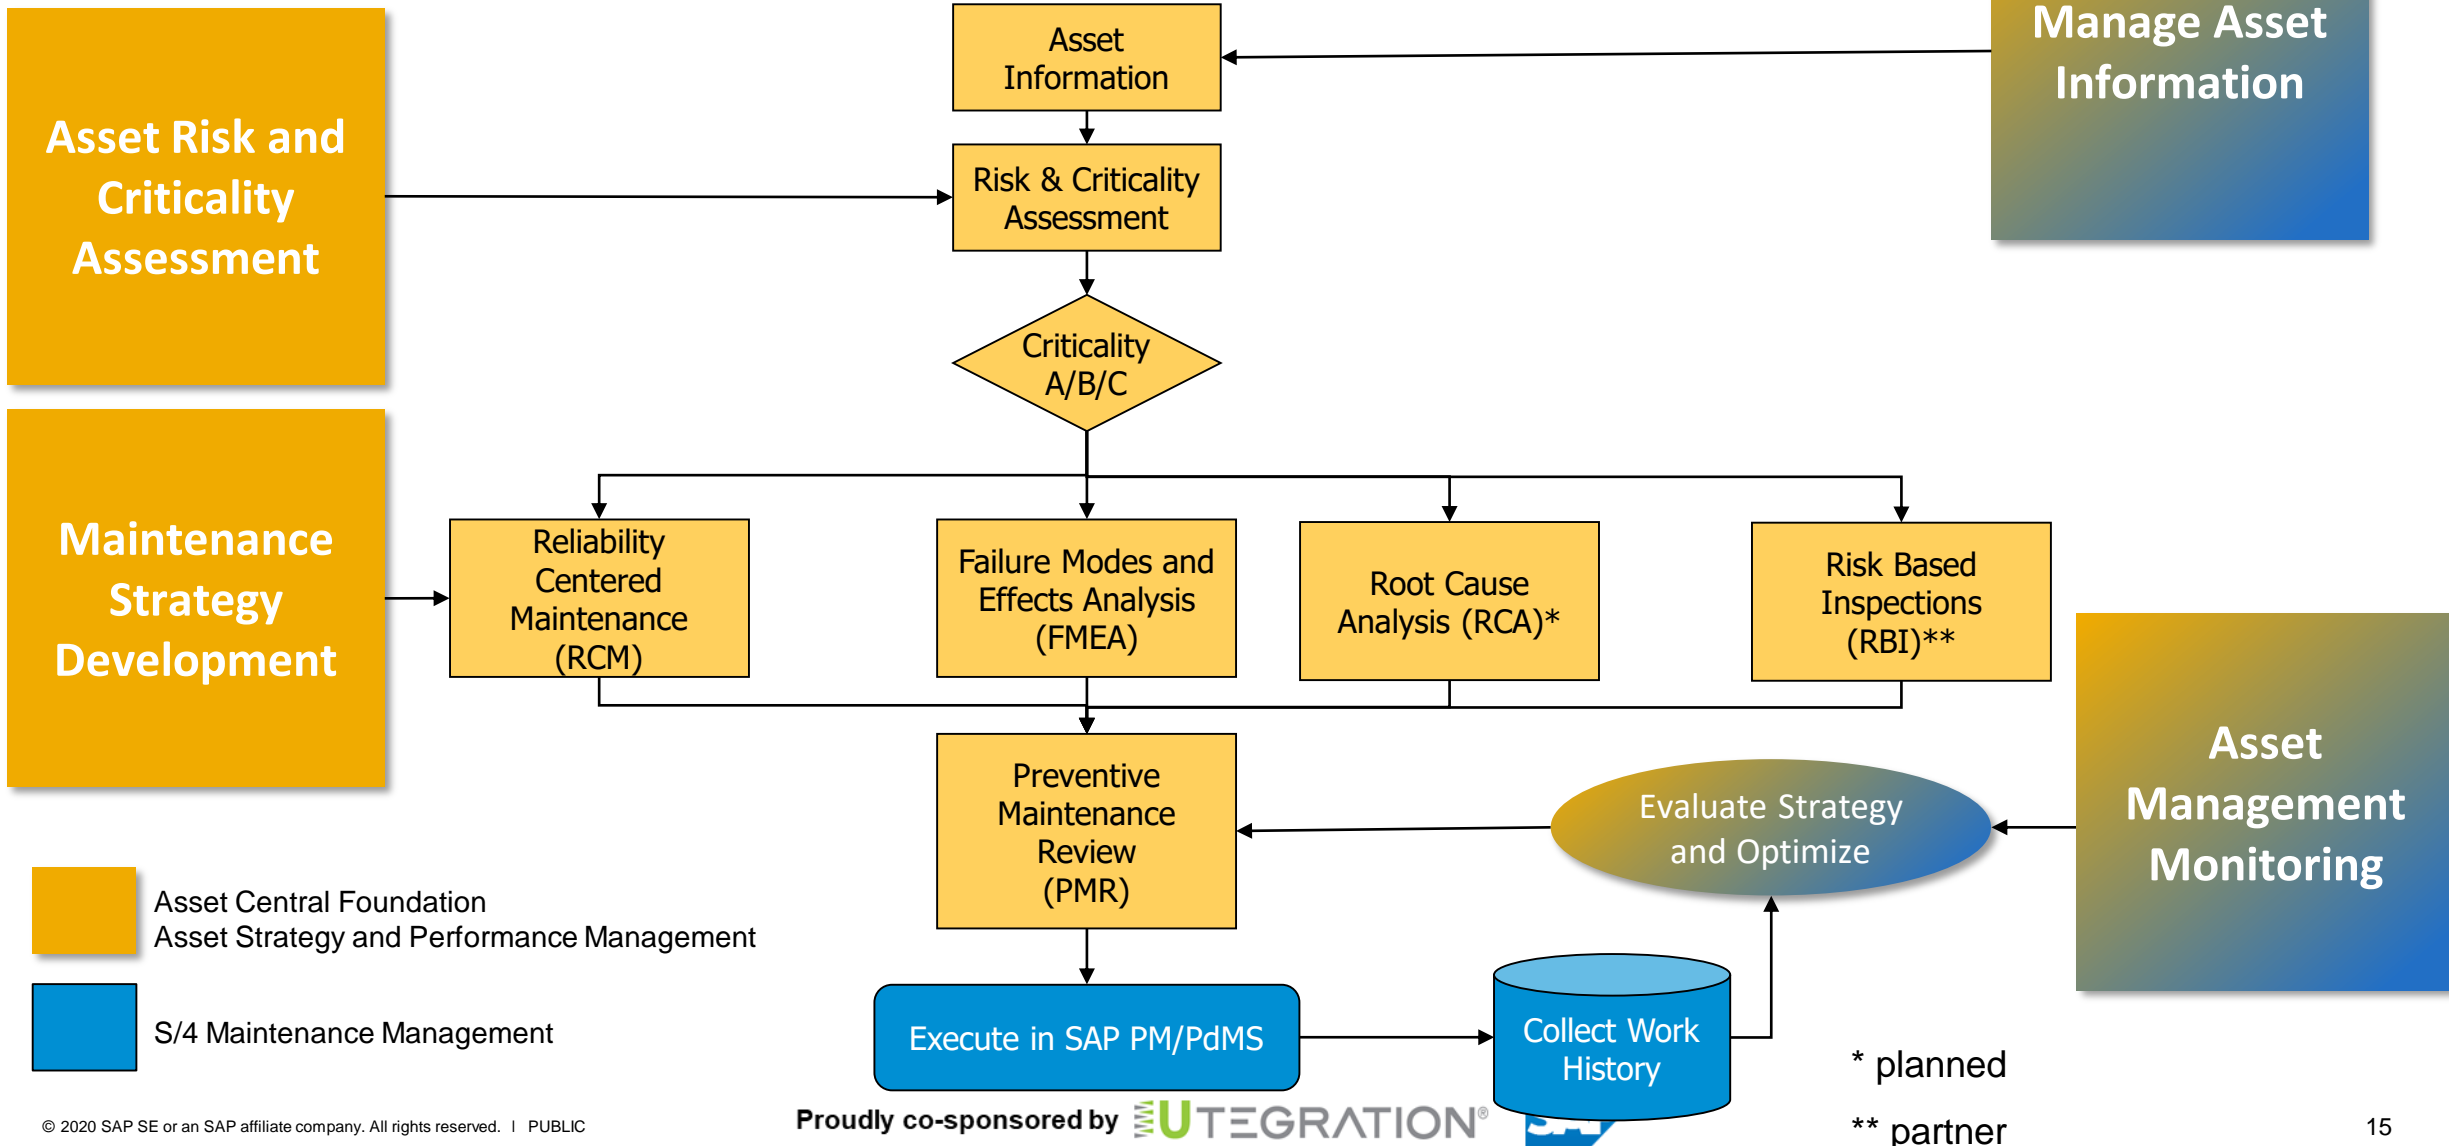 Manage Asset
Information
Asset
Information
Asset Risk and
Criticality
Assessment
Risk & Criticality
Assessment
Criticality
A/B/C
Maintenance
Strategy
Development
Reliability
Centered
Maintenance
(RCM)
Failure Modes and
Effects Analysis
(FMEA)
Root Cause
Analysis (RCA)*
Risk Based
Inspections
(RBI)**
Asset
Management
Monitoring
Preventive
Maintenance
Review
(PMR)
Evaluate Strategy
and Optimize
Asset Central Foundation
Asset Strategy and Performance Management
S/4 Maintenance Management
Execute in SAP PM/PdMS
Collect Work
History
* planned
** partner
© 2020 SAP SE or an SAP affiliate company. All rights reserved. I PUBLIC
Proudly co-sponsored by UTEGRATION®
15